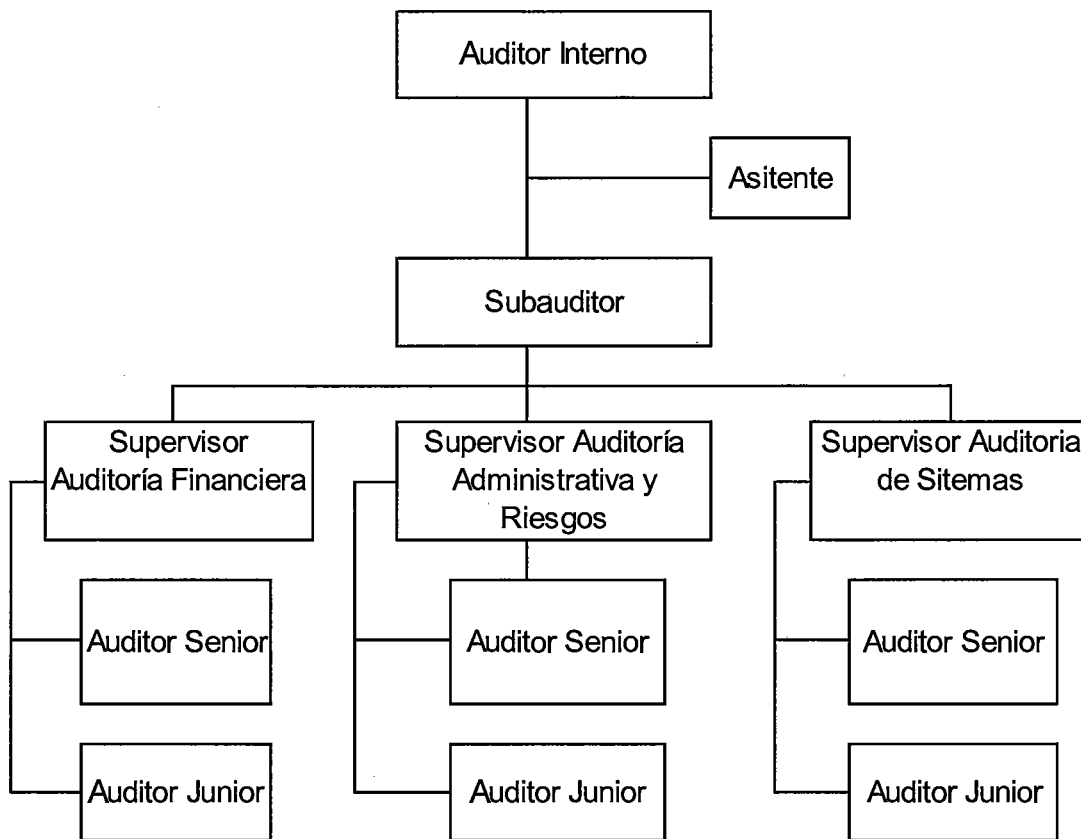 Auditor Interno
Asitente
Subauditor
Supervisor
Auditoría Financiera
Supervisor Auditoría
Administrativa y
Riesgos
Supervisor Auditoria
de Sitemas
Auditor Senior
Auditor Senior
Auditor Senior
Auditor Junior
Auditor Junior
Auditor Junior